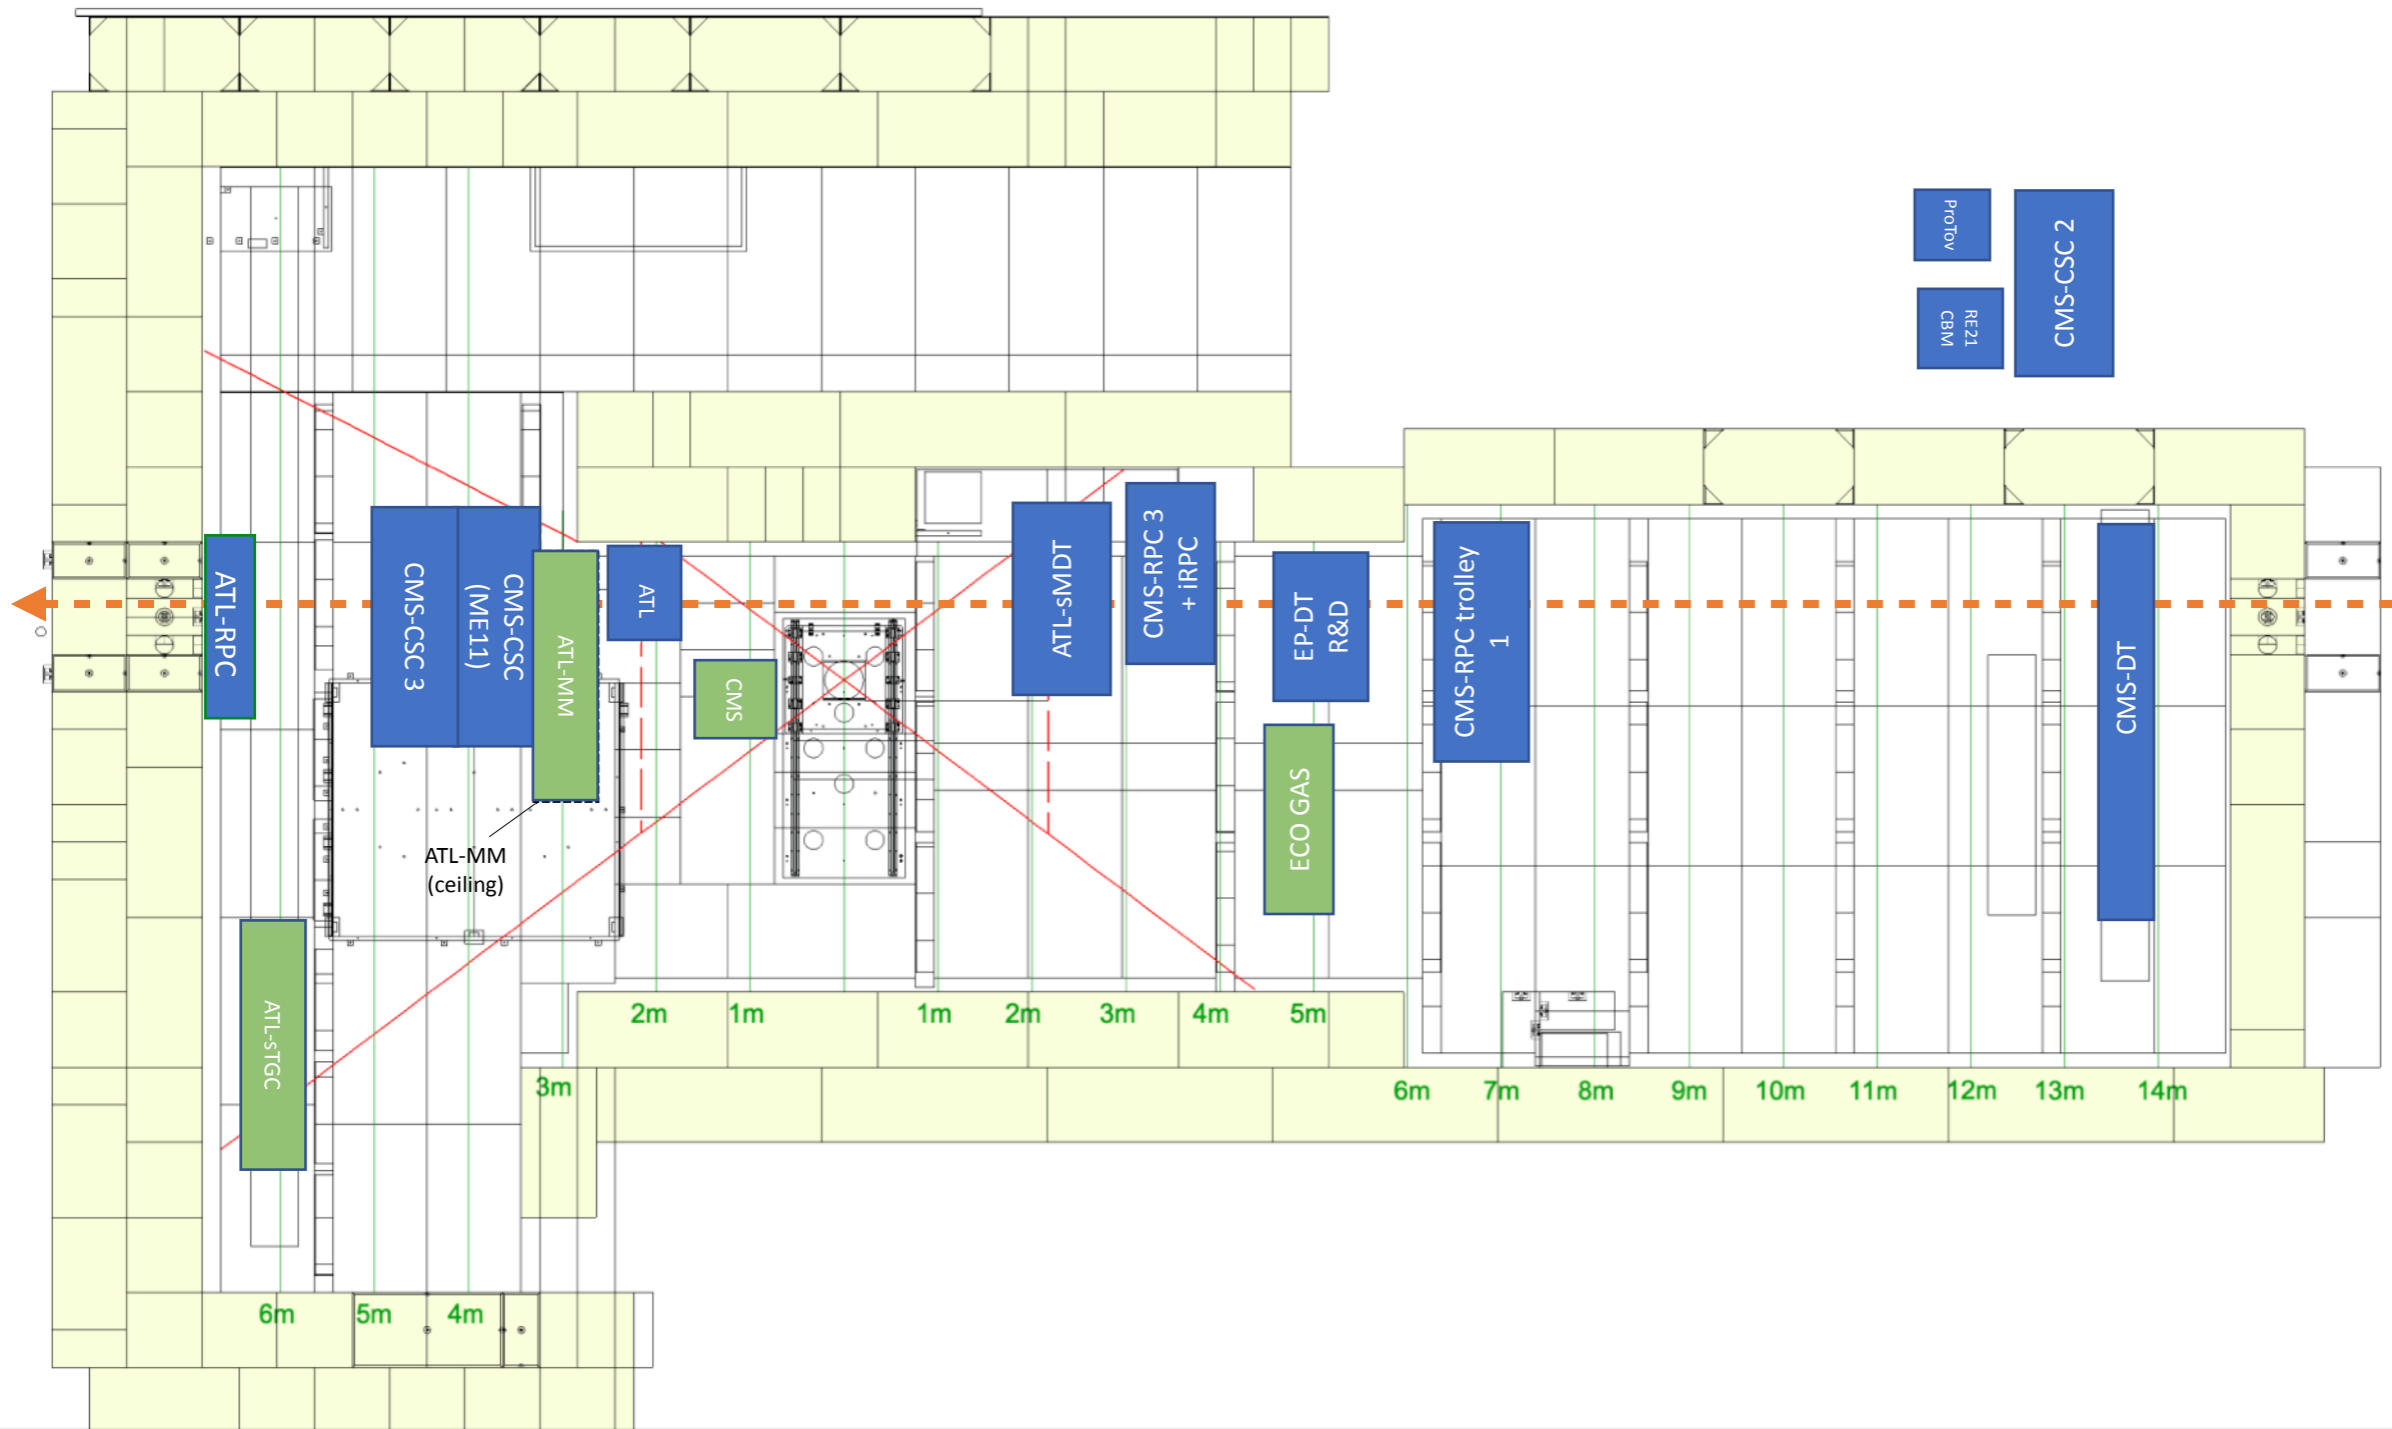 ProTov
RE21
CBM
CMS-CSC 2
ATL-RPC
CMS-CSC 3
CMS-CSC
(ME11)
ATL-MM
ATL
CMS
ATL-sMDT
CMS-RPC 3
+ iRPC
EP-DT
R&D
CMS-RPC trolley
1
CMS-DT
ECO GAS
ATL-MM
(ceiling)
ATL-sTGC
2m 1m 1m 2m 3m 4m 5m
3m 6m 7m 8m 9m 10m 11m 12m 13m 14m
6m 5m 4m